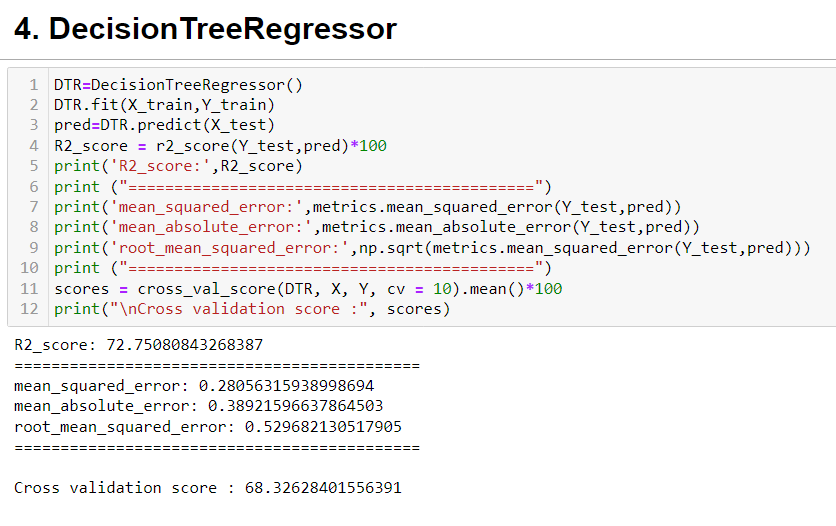 4. DecisionTreeRegressor
1 DTR=DecisionTreeRegressor()
2 DTR.fit(X_train,Y_train)
3 pred=DTR.predict(X_test)
4 R2_score = r2_score(Y_test,pred)*100
5 print('R2_score:',R2_score)
6 print ("============================================")
7 print('mean_squared_error:',metrics.mean_squared_error(Y_test,pred))
8 print('mean_absolute_error:',metrics.mean_absolute_error(Y_test,pred))
9 print('root_mean_squared_error:',np.sqrt(metrics.mean_squared_error(Y_test,pred)))
10 print ("============================================")
11 scores = cross_val_score(DTR, X, Y, cv = 10).mean()*100
12 print("\nCross validation score :", scores)
R2_score: 72.75080843268387
============================================
mean_squared_error: 0.28056315938998694
mean_absolute_error: 0.38921596637864503
root_mean_squared_error: 0.529682130517905
============================================
Cross validation score : 68.32628401556391